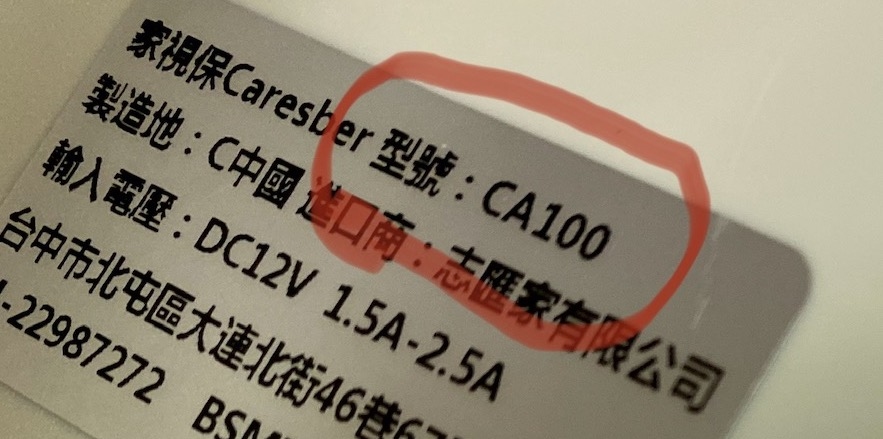 家視保Caresber 型號：CA100
製造地：C中國 進口商：志匯家有限公司
輸入電壓：DC12V 1.5A-2.5A
台中市北屯區大連北街46巷6
-22987272 BSM